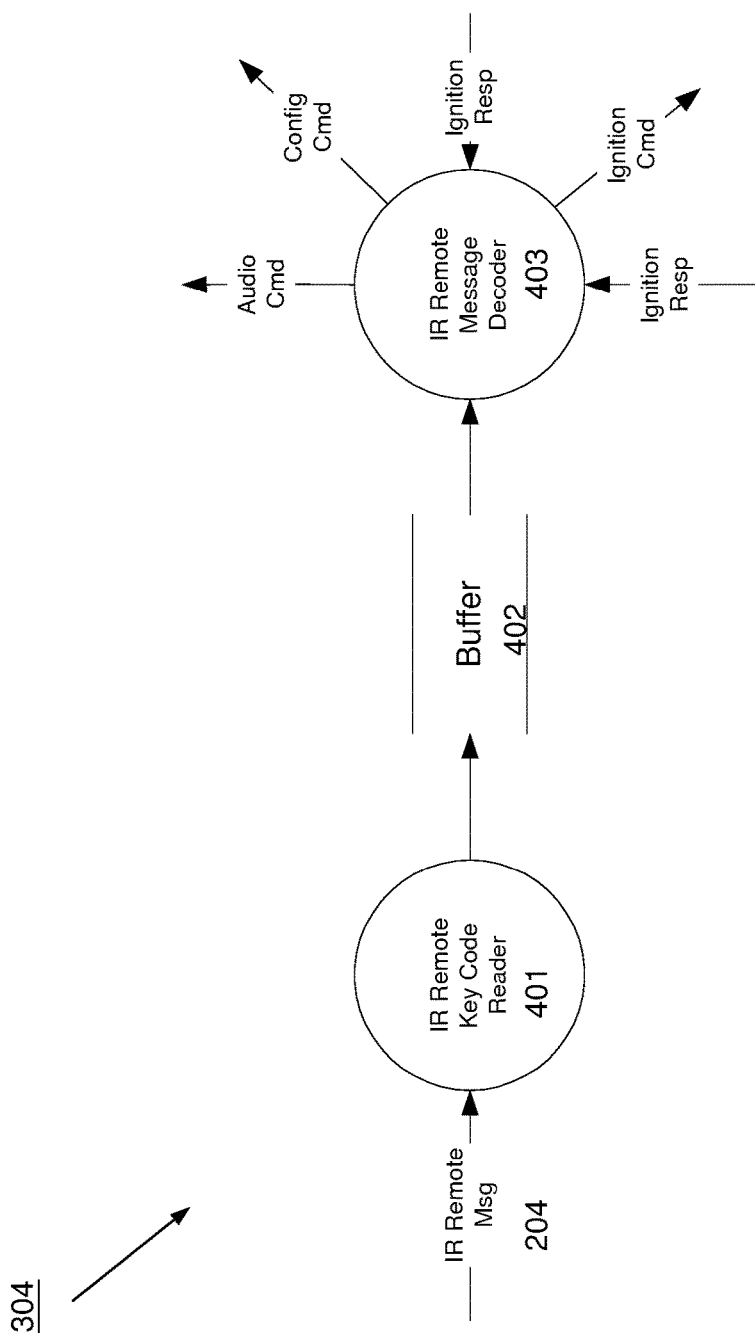 304
IR Remote
Msg
204
IR Remote
Key Code
Reader
401
Buffer
402
IR Remote
Message
Decoder
403
Audio
Cmd
Config
Cmd
Ignition
Resp
Ignition
Cmd
Ignition
Resp